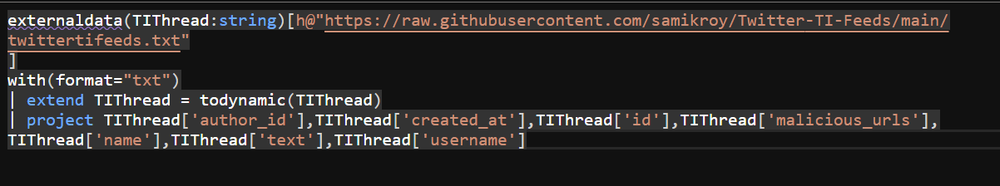 externaldata(TIThread:string)[h@"https://raw.githubusercontent.com/samikroy/Twitter-TI-Feeds/main/
twittertifeeds.txt"
]
with(format="txt")
| extend TIThread = todynamic(TIThread)
| project TIThread['author_id'],TIThread['created_at'],TIThread['id'],TIThread['malicious_urls'],
TIThread['name'],TIThread['text'],TIThread['username']